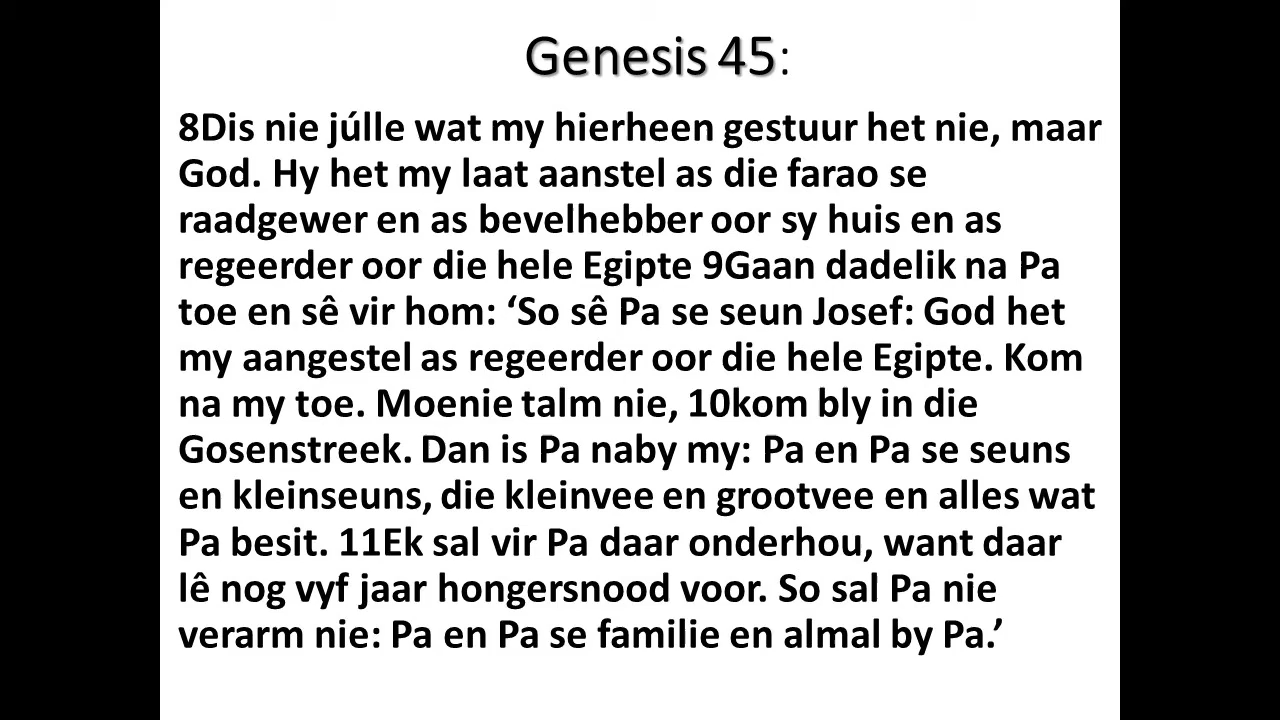 Genesis 45:
8Dis nie júlle wat my hierheen gestuur het nie, maar
God. Hy het my laat aanstel as die farao se
raadgewer en as bevelhebber oor sy huis en as
regeerder oor die hele Egipte 9Gaan dadelik na Pa
toe en sê vir hom: ‘So sê Pa se seun Josef: God het
my aangestel as regeerder oor die hele Egipte. Kom
na my toe. Moenie talm nie, 10kom bly in die
Gosenstreek. Dan is Pa naby my: Pa en Pa se seuns
en kleinseuns, die kleinvee en grootvee en alles wat
Pa besit. 11Ek sal vir Pa daar onderhou, want daar
lê nog vyf jaar hongersnood voor. So sal Pa nie
verarm nie: Pa en Pa se familie en almal by Pa.’